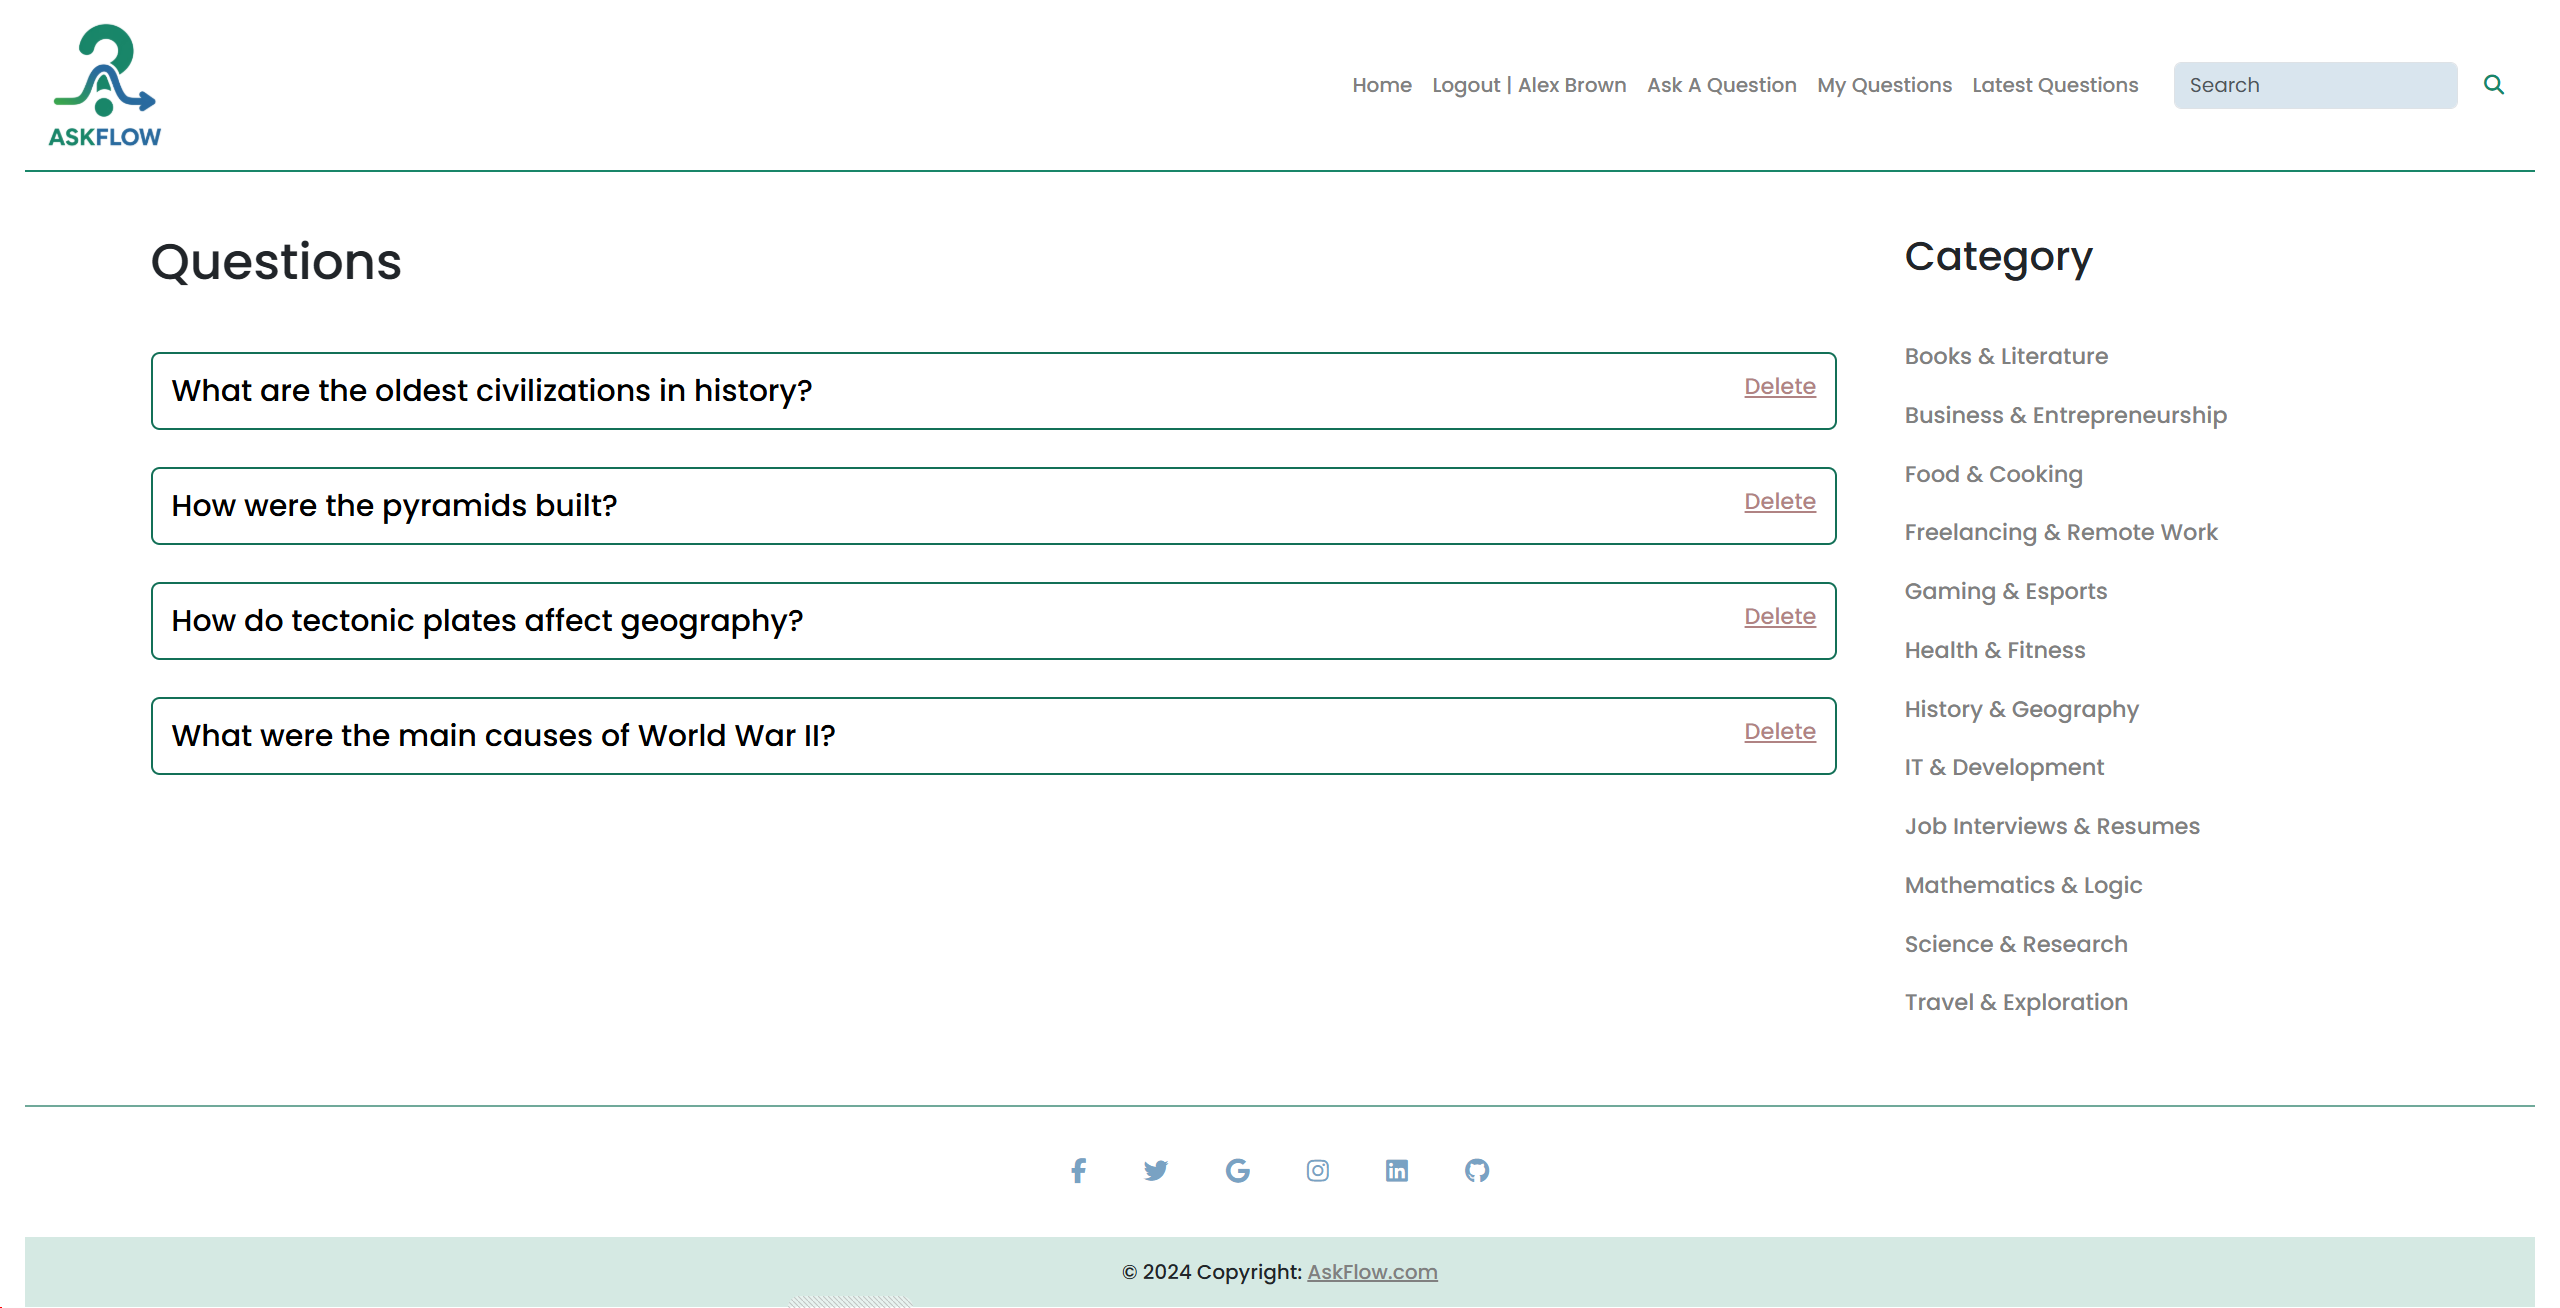 ASKFLOW
Home Logout | Alex Brown Ask A Question My Questions Latest Questions Search
Questions
What are the oldest civilizations in history? Delete
How were the pyramids built? Delete
How do tectonic plates affect geography? Delete
What were the main causes of World War II? Delete
Category
Books & Literature
Business & Entrepreneurship
Food & Cooking
Freelancing & Remote Work
Gaming & Esports
Health & Fitness
History & Geography
IT & Development
Job Interviews & Resumes
Mathematics & Logic
Science & Research
Travel & Exploration
© 2024 Copyright: AskFlow.com